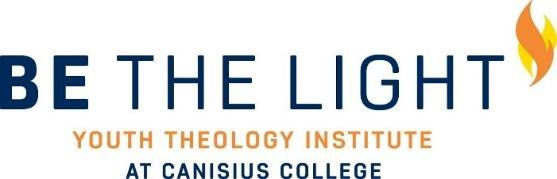 BE THE LIGHT
YOUTH THEOLOGY INSTITUTE
AT CANISIUS COLLEGE